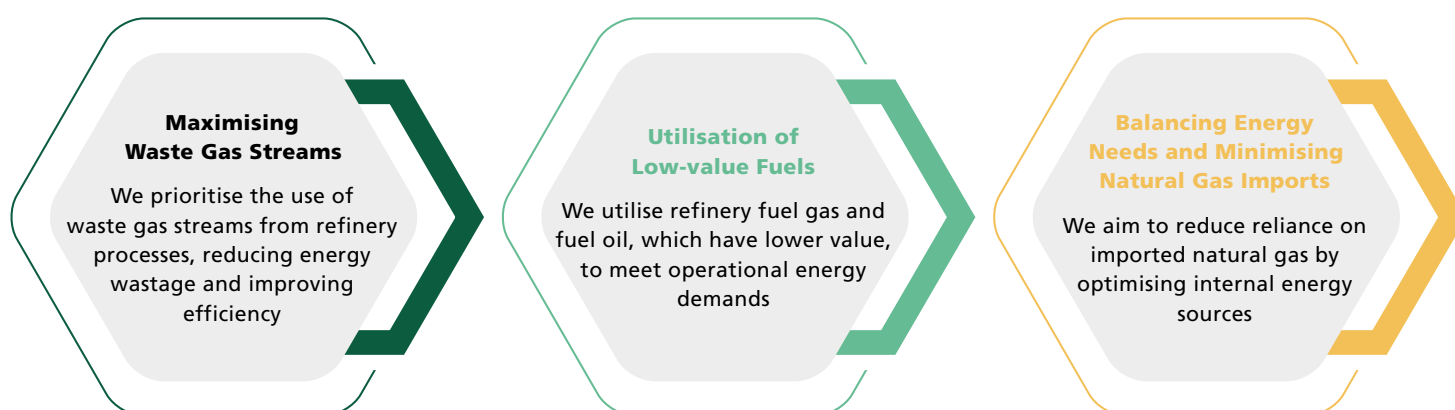 Maximising
Waste Gas Streams
We prioritise the use of
waste gas streams from refinery
processes, reducing energy
wastage and improving
efficiency
Utilisation of
Low-value Fuels
We utilise refinery fuel gas and
fuel oil, which have lower value,
to meet operational energy
demands
Balancing Energy
Needs and Minimising
Natural Gas Imports
We aim to reduce reliance on
imported natural gas by
optimising internal energy
sources